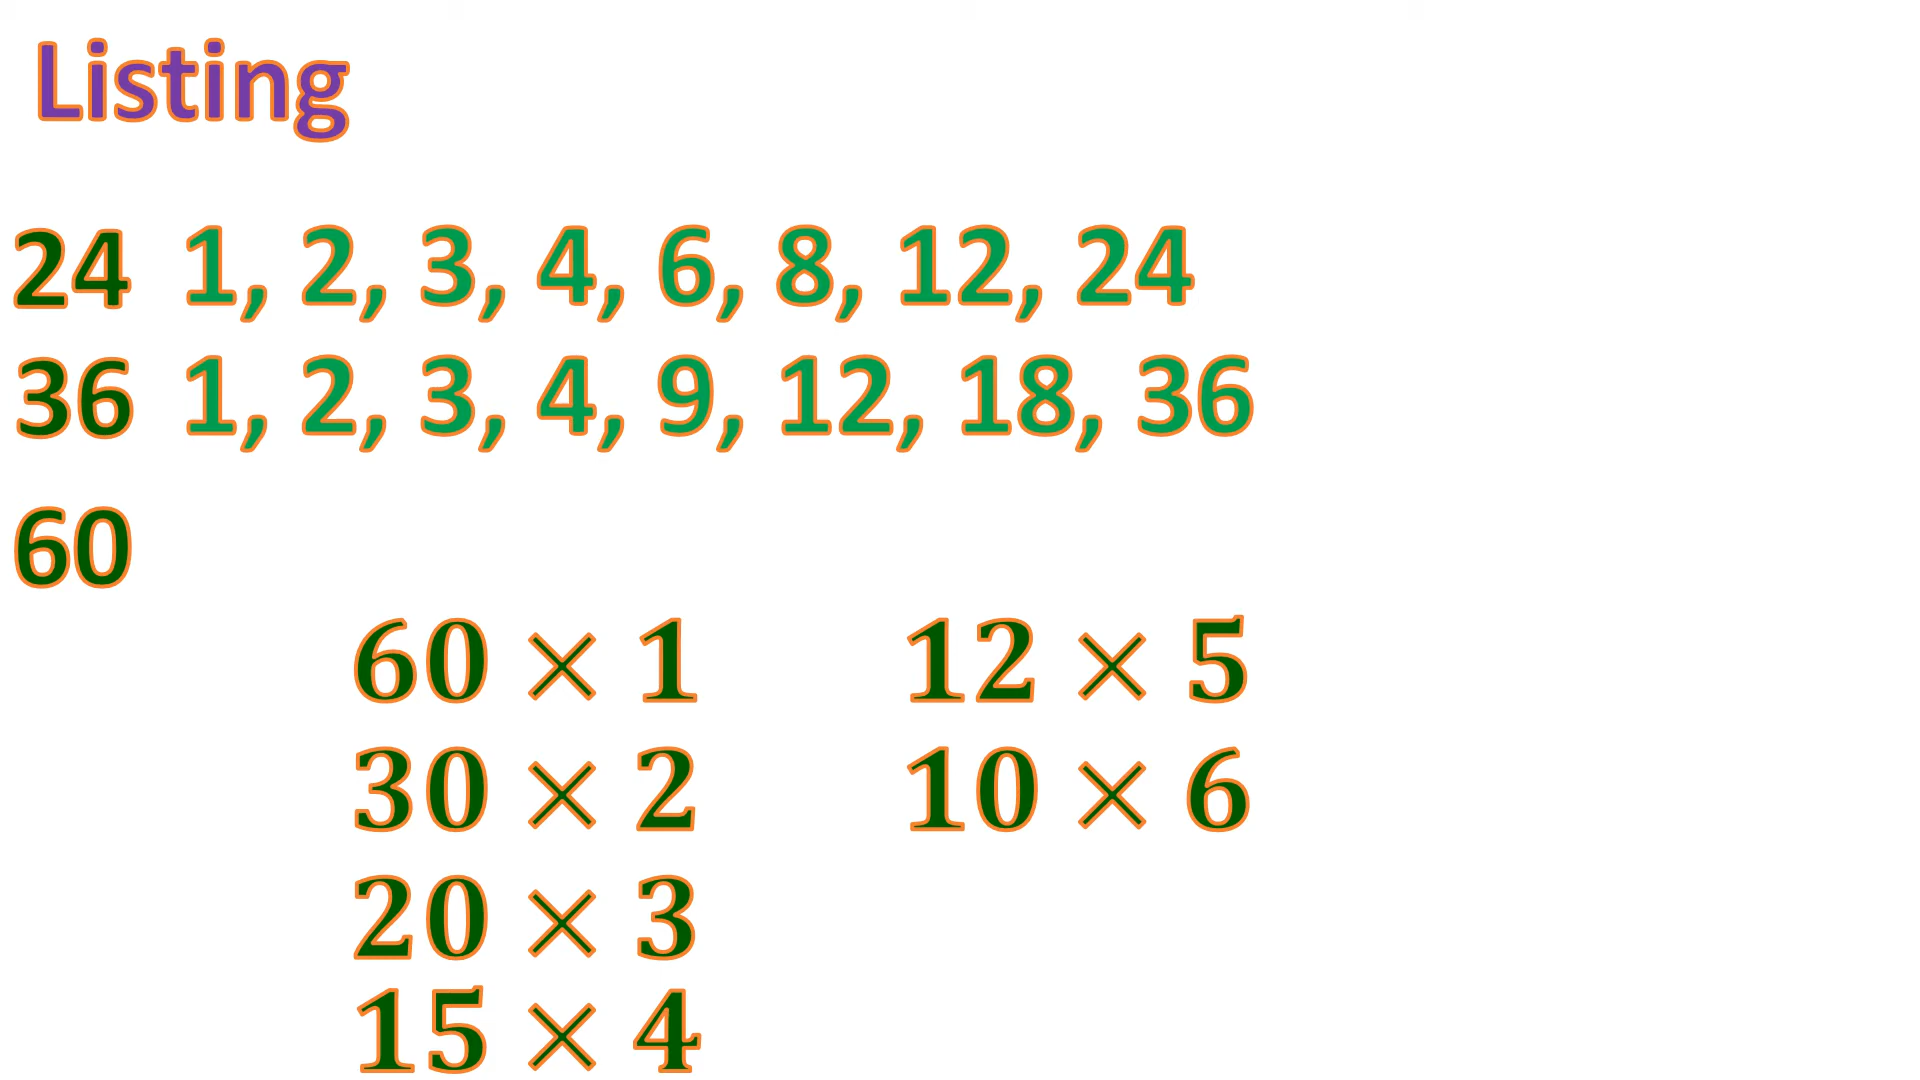 Listing
24 1, 2, 3, 4, 6, 8, 12, 24
36 1, 2, 3, 4, 9, 12, 18, 36
60
60 × 1
30 × 2
20 × 3
15 × 4
12 × 5
10 × 6